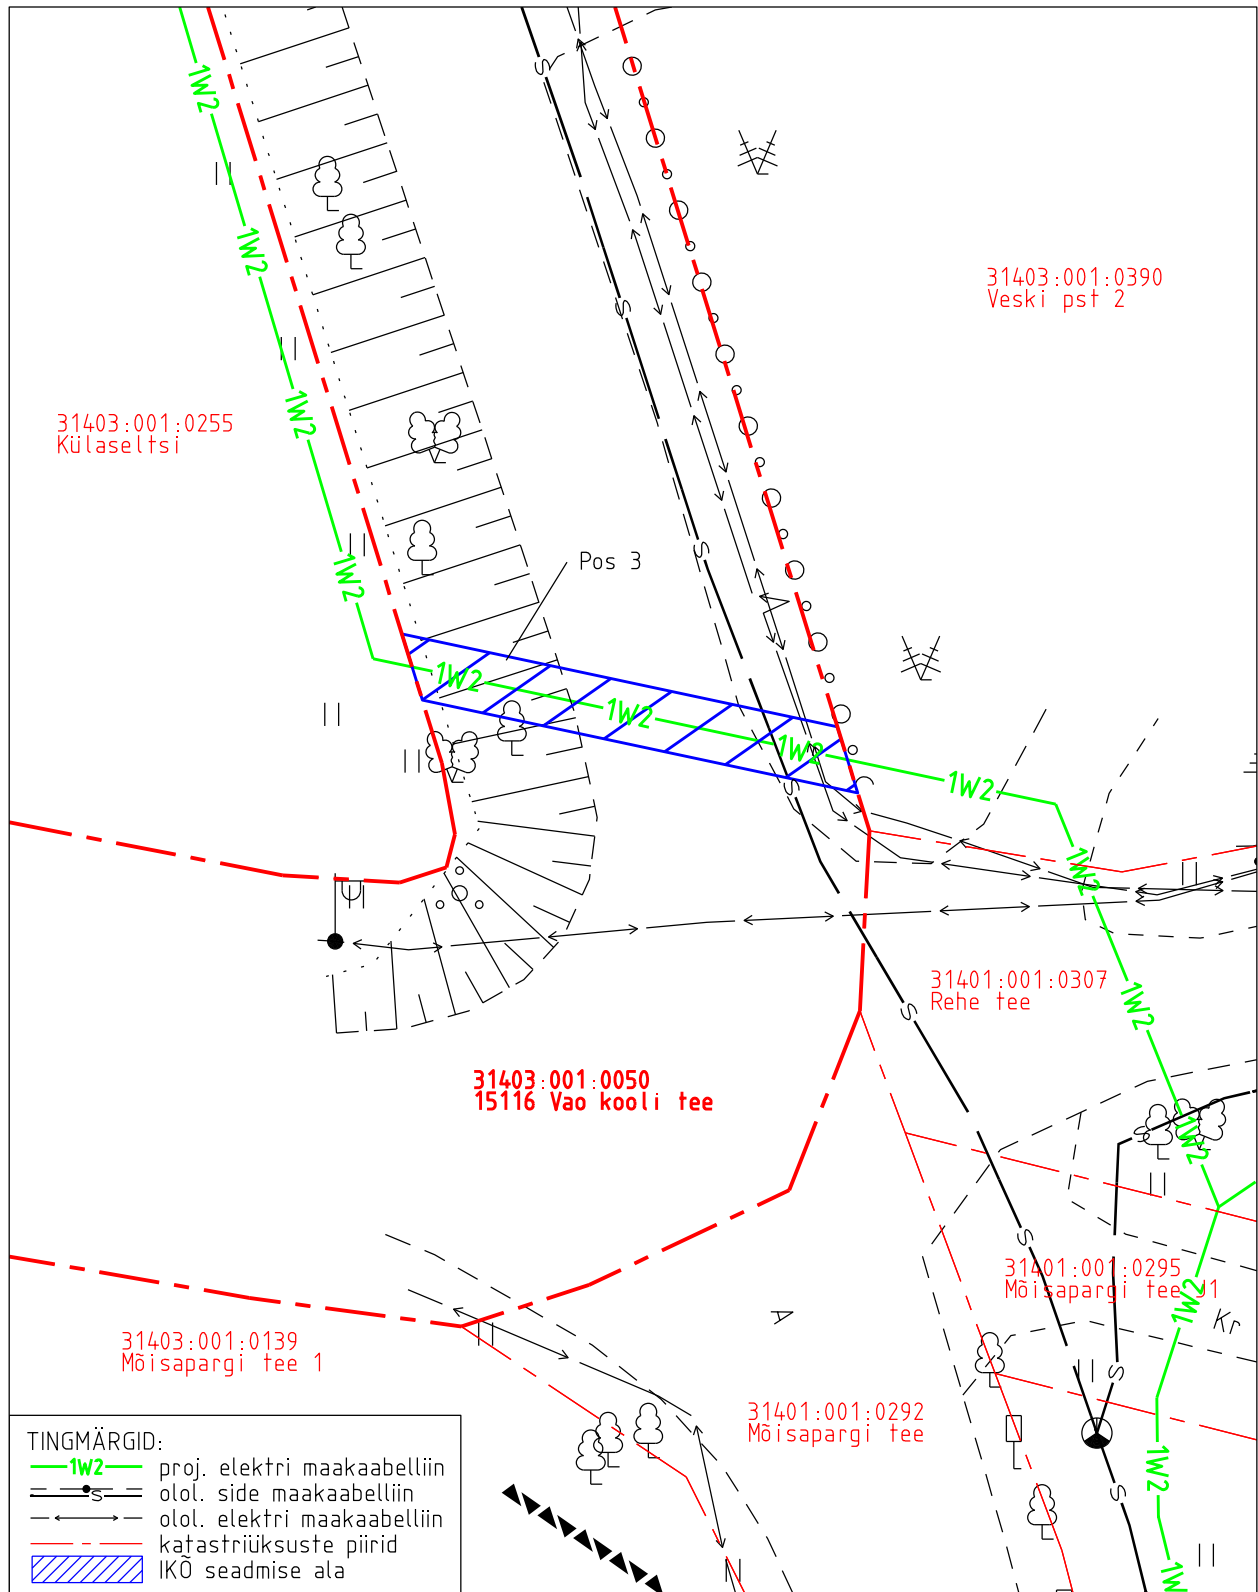 1W2
S
1W2
31403:001:0390
Veski pst 2
S
1W2
31403:001:0255
Külaseltsi
S
Pos 3
1W2
1W2
1W2
1W2
1W2
S
1W2
31401:001:0307
Rehe tee
1W2
S
31403:001:0050
15116 Vao kooli tee
1W2
S
31401:001:0295
1W2
Kr
A
31403:001:0139
Mõisapargi tee 1
S
31401:001:0292
Mõisapargi tee
1W2
S
TINGMÄRGID:
1W2 proj. elektri maakaabelliin
S olol. side maakaabelliin
olol. elektri maakaabelliin
katastriüksuste piirid
IKÕ seadmise ala